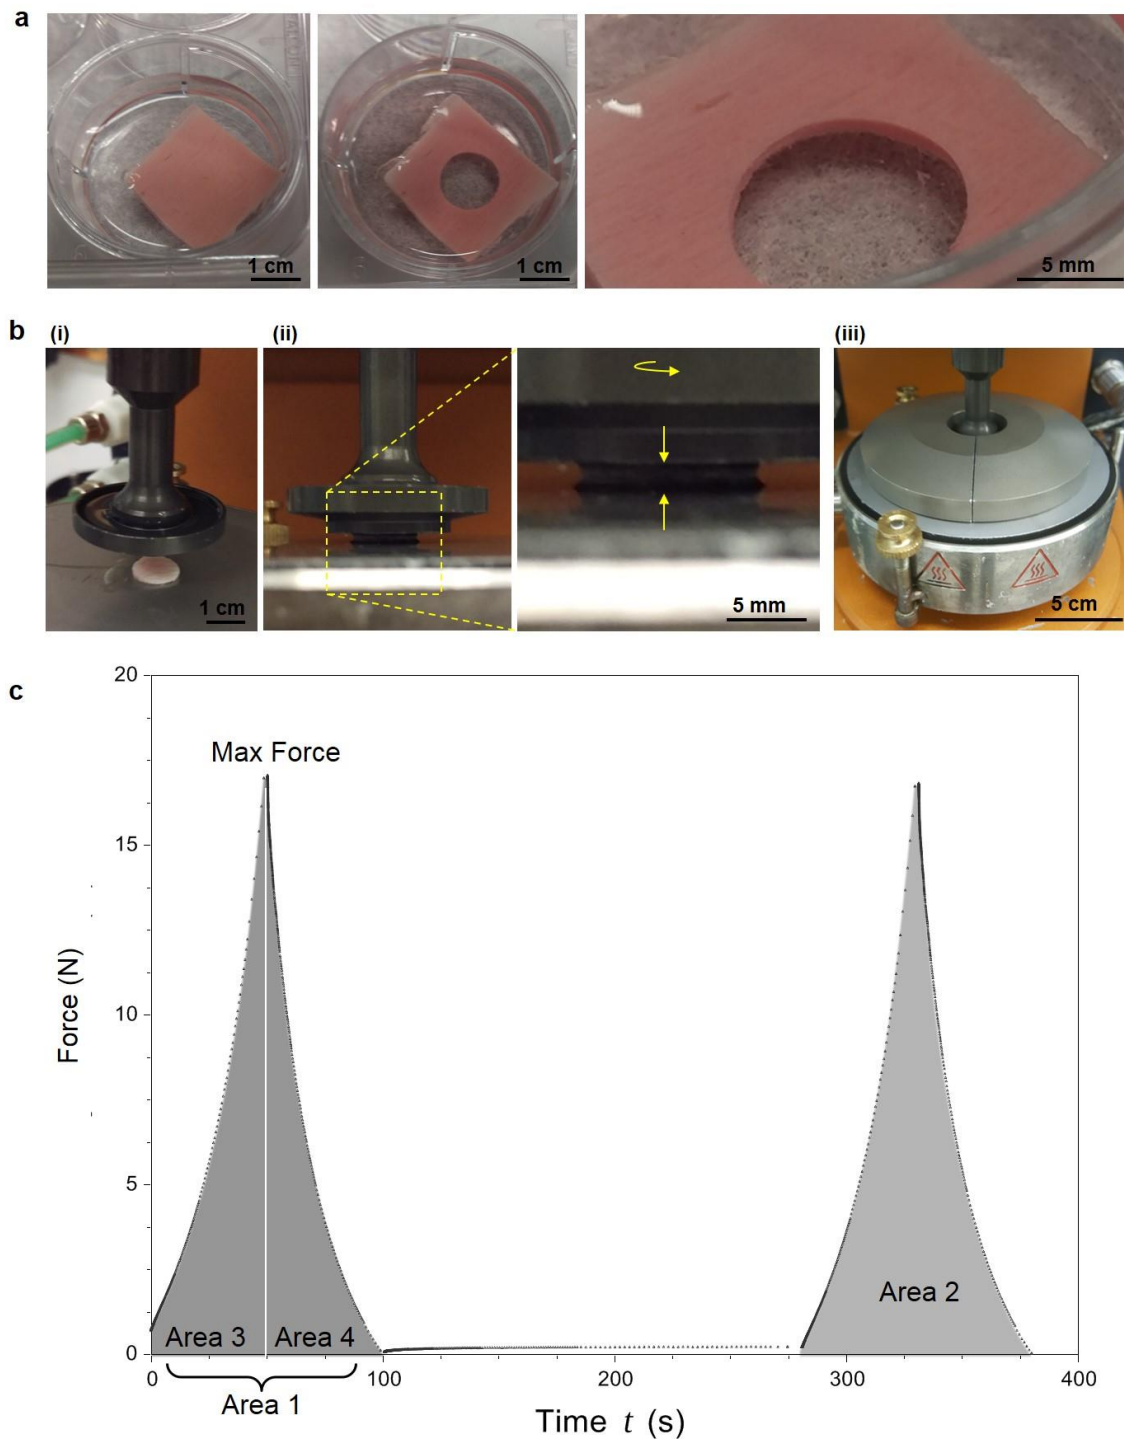 a
1 cm
1 cm
5 mm
b
(i)
(ii)
(iii)
1 cm
5 mm
5 cm
c
20
15
10
5
0
Force (N)
Max Force
Area 3
Area 4
Area 2
0
100
200
300
400
Area 1
Time t (s)